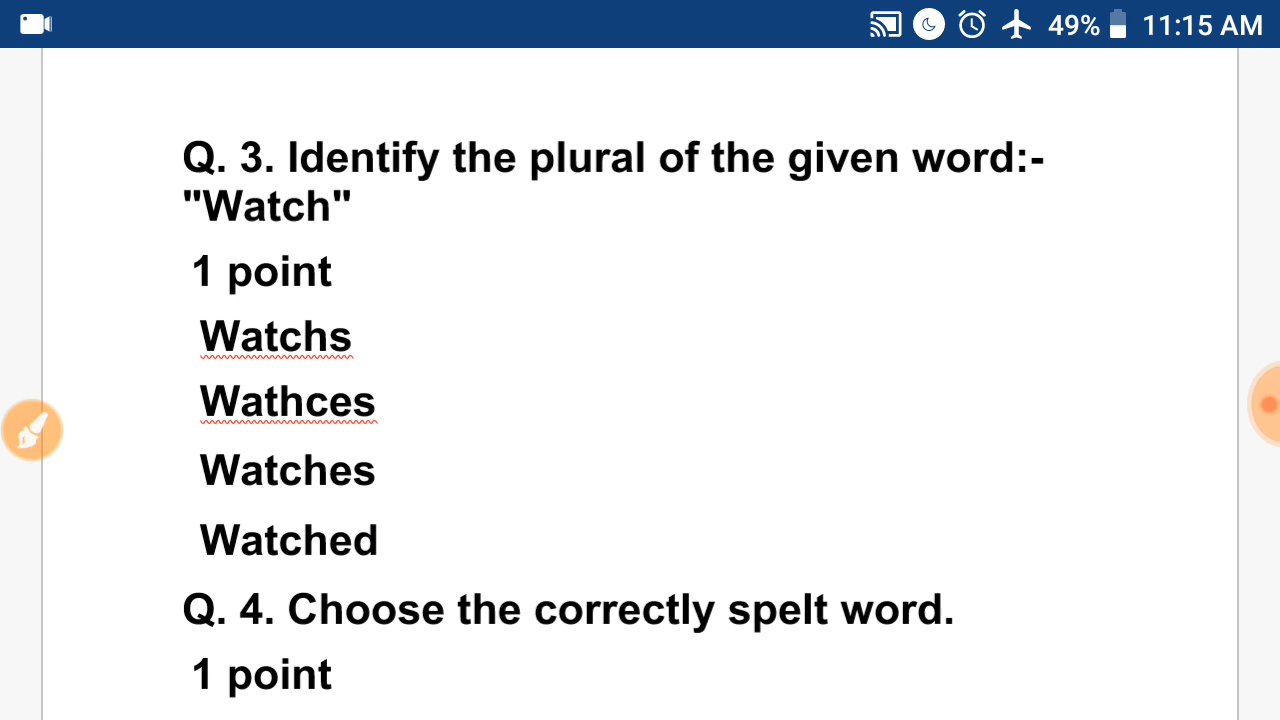 49% 11:15 AM
Q. 3. Identify the plural of the given word:-
"Watch"
1 point
Watchs
Wathces
Watches
Watched
Q. 4. Choose the correctly spelt word.
1 point